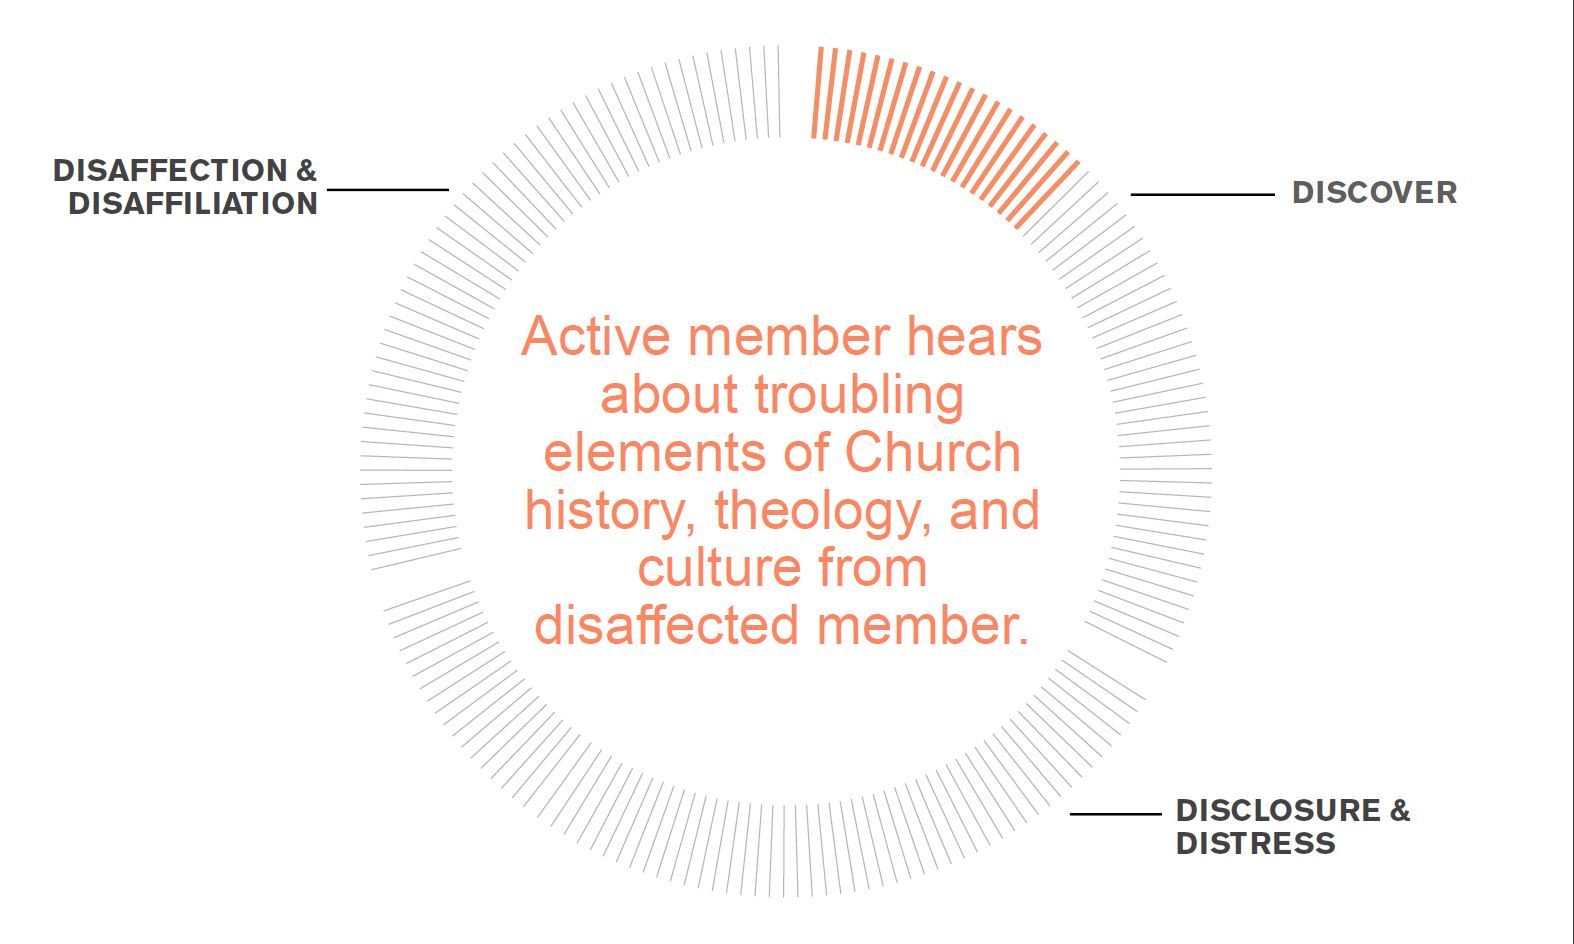 DISAFFECTION &
DISAFFILIATION
DISCOVER
Active member hears
about troubling
elements of Church
history, theology, and
culture from
disaffected member.
DISCLOSURE &
DISTRESS